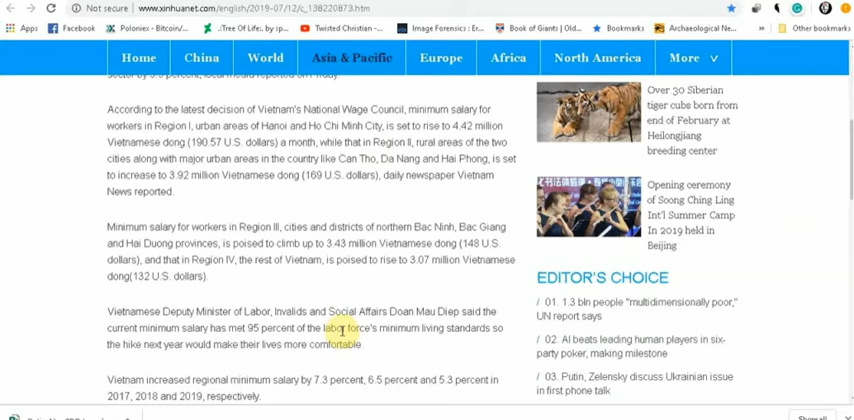 Not secure | www.xinhuanet.com/english/2019-07/12/c_138220873.htm
Apps Facebook Poloniex - Bitcoin/... .:Tree Of Life:. by sp... Twisted Christian -... Image Forensics : Er... Book of Giants | Old... Bookmarks Archaeological Ne... » Other bookmarks
Home China World Asia & Pacific Europe Africa North America More
According to the latest decision of Vietnam's National Wage Council, minimum salary for
workers in Region I, urban areas of Hanoi and Ho Chi Minh City, is set to rise to 4.42 million
Vietnamese dong (190.57 U.S. dollars) a month, while that in Region II, rural areas of the two
cities along with major urban areas in the country like Can Tho, Da Nang and Hai Phong, is set
to increase to 3.92 million Vietnamese dong (169 U.S. dollars), daily newspaper Vietnam
News reported.
Minimum salary for workers in Region III, cities and districts of northern Bac Ninh, Bac Giang
and Hai Duong provinces, is poised to climb up to 3.43 million Vietnamese dong (148 U.S.
dollars), and that in Region IV, the rest of Vietnam, is poised to rise to 3.07 million Vietnamese
dong(132 U.S. dollars).
Vietnamese Deputy Minister of Labor, Invalids and Social Affairs Doan Mau Diep said the
current minimum salary has met 95 percent of the labor force's minimum living standards so
the hike next year would make their lives more comfortable.
Vietnam increased regional minimum salary by 7.3 percent, 6.5 percent and 5.3 percent in
2017, 2018 and 2019, respectively.
Over 30 Siberian
tiger cubs born from
end of February at
Heilongjiang
breeding center
Opening ceremony
of Soong Ching Ling
Int'l Summer Camp
In 2019 held in
Beijing
EDITOR'S CHOICE
/ 01. 1.3 bln people "multidimensionally poor,"
UN report says
/ 02. AI beats leading human players in six-
party poker, making milestone
/ 03. Putin, Zelensky discuss Ukrainian issue
in first phone talk
Show all